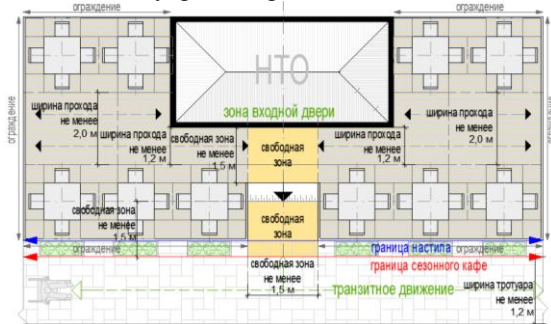 ограждение
ограждение
НТО
ограждение
ограждение
зона входной двери
ширина прохода
не менее
2,0 м
ширина прохода
не менее
1,2 м
свободная зона
не менее
1,5 м
свободная
зона
ширина прохода
не менее
1,2 м
ширина прохода
не менее
2,0 м
свободная зона
не менее
1,5 м
свободная
зона
ограждение
граница настила
ограждение
граница сезонного кафе
свободная зона
не менее
1,5 м
транзитное движение
ширина тротуара
не менее
1,2 м